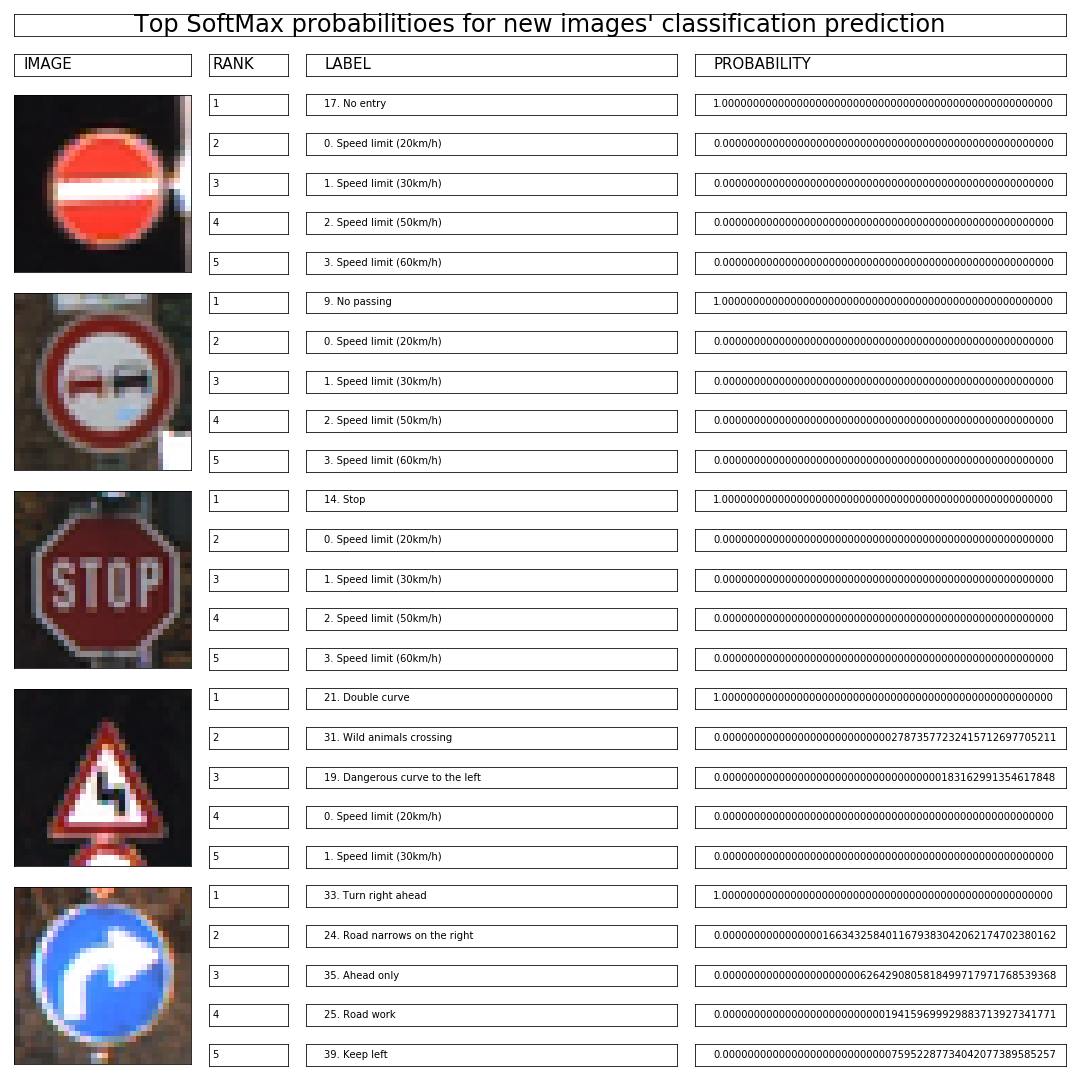 Top SoftMax probabilitioes for new images' classification prediction
IMAGE RANK LABEL PROBABILITY
1 17. No entry 1.0000000000000000000000000000000000000000000000000000
2 0. Speed limit (20km/h) 0.0000000000000000000000000000000000000000000000000000
3 1. Speed limit (30km/h) 0.0000000000000000000000000000000000000000000000000000
4 2. Speed limit (50km/h) 0.0000000000000000000000000000000000000000000000000000
5 3. Speed limit (60km/h) 0.0000000000000000000000000000000000000000000000000000
1 9. No passing 1.0000000000000000000000000000000000000000000000000000
2 0. Speed limit (20km/h) 0.0000000000000000000000000000000000000000000000000000
3 1. Speed limit (30km/h) 0.0000000000000000000000000000000000000000000000000000
4 2. Speed limit (50km/h) 0.0000000000000000000000000000000000000000000000000000
5 3. Speed limit (60km/h) 0.0000000000000000000000000000000000000000000000000000
STOP
1 14. Stop 1.0000000000000000000000000000000000000000000000000000
2 0. Speed limit (20km/h) 0.0000000000000000000000000000000000000000000000000000
3 1. Speed limit (30km/h) 0.0000000000000000000000000000000000000000000000000000
4 2. Speed limit (50km/h) 0.0000000000000000000000000000000000000000000000000000
5 3. Speed limit (60km/h) 0.0000000000000000000000000000000000000000000000000000
1 21. Double curve 1.0000000000000000000000000000000000000000000000000000
2 31. Wild animals crossing 0.0000000000000000000000000027873577232415712697705211
3 19. Dangerous curve to the left 0.0000000000000000000000000000000000183162991354617848
4 0. Speed limit (20km/h) 0.0000000000000000000000000000000000000000000000000000
5 1. Speed limit (30km/h) 0.0000000000000000000000000000000000000000000000000000
1 33. Turn right ahead 1.0000000000000000000000000000000000000000000000000000
2 24. Road narrows on the right 0.0000000000000001663432584011679383042062174702380162
3 35. Ahead only 0.0000000000000000000006264290805818499717971768539368
4 25. Road work 0.0000000000000000000000000194159699929883713927341771
5 39. Keep left 0.0000000000000000000000000075952287734042077389585257